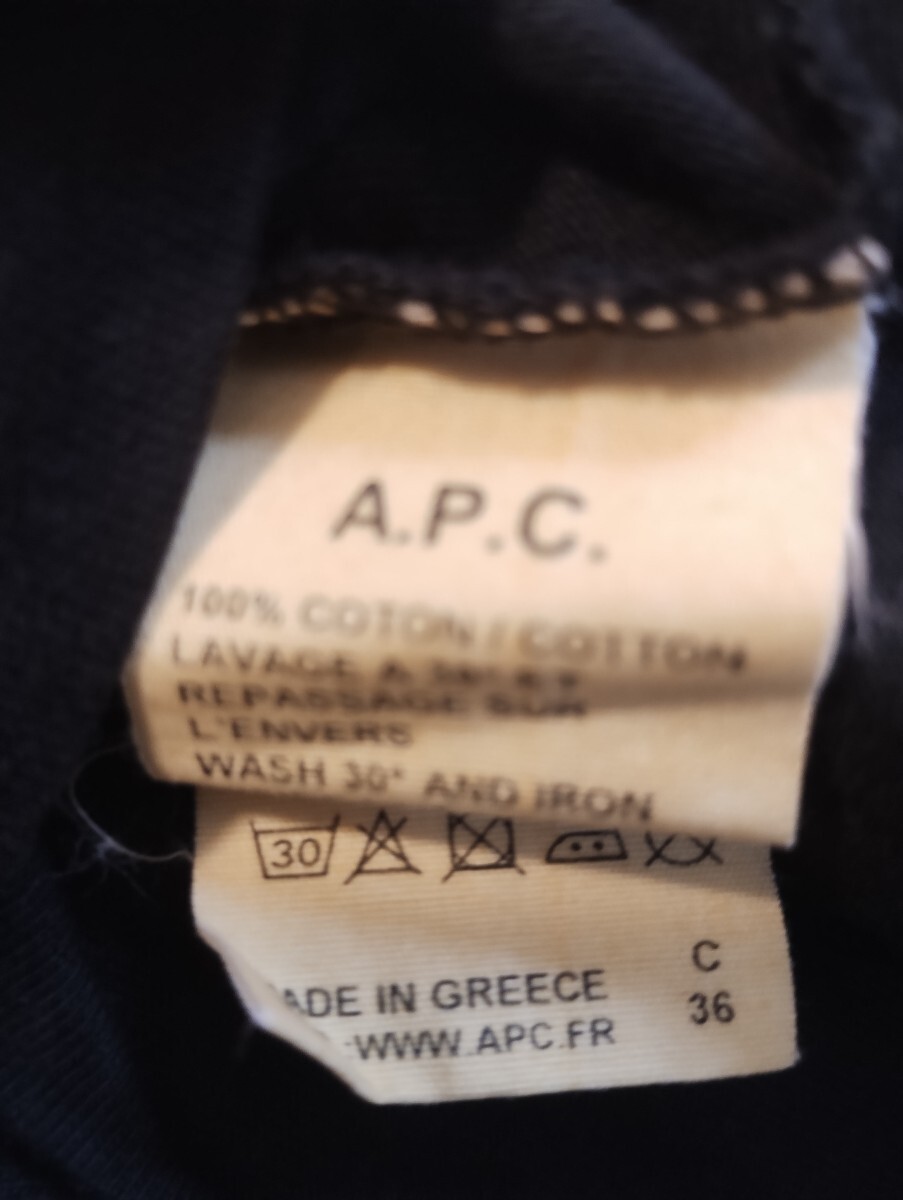 A.P.C.
100% COTON / COTTON
LAVAGE A 30° ET
REPASSAGE SUR
L'ENVERS
WASH 30° AND IRON
30
ADE IN GREECE
WWW.APC.FR
C
36